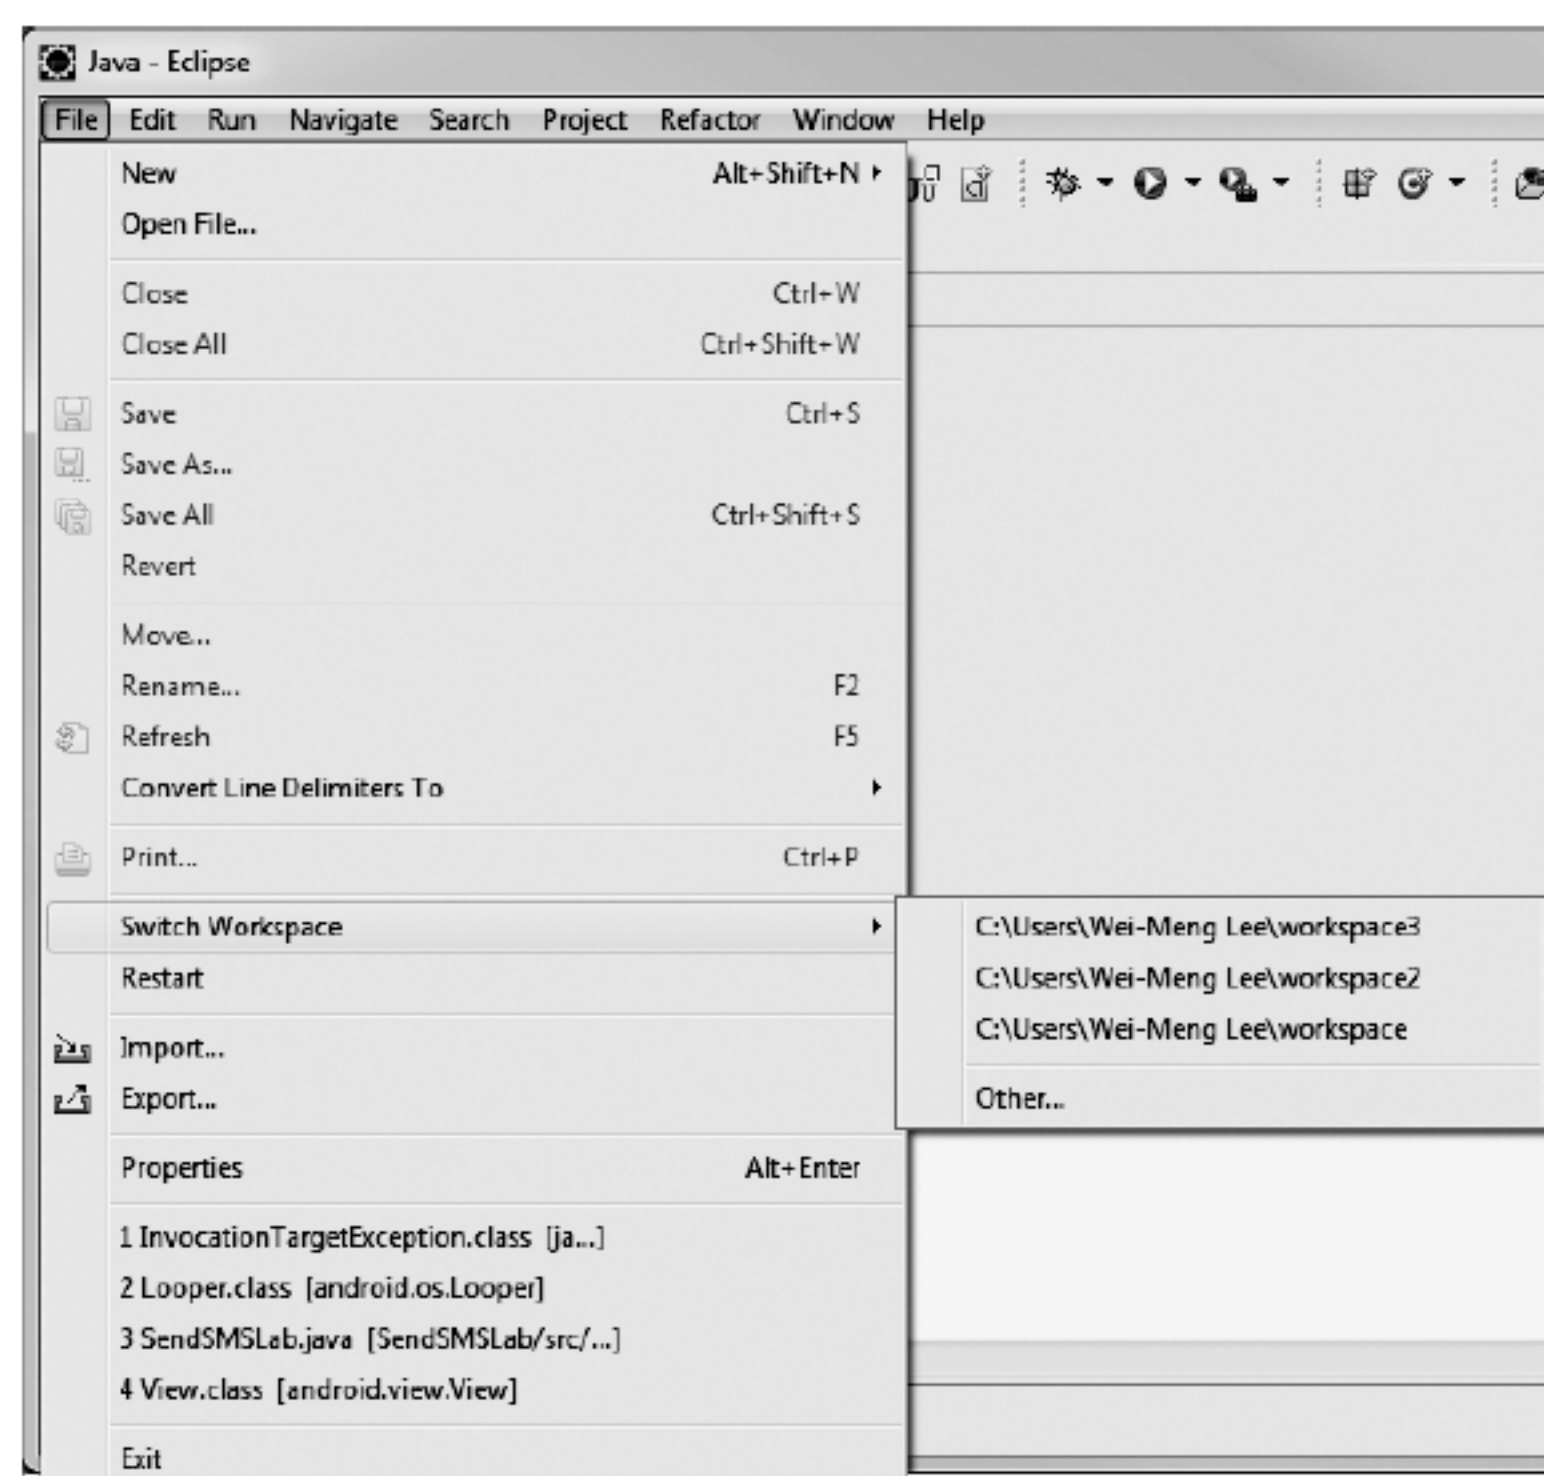 Java - Eclipse
File Edit Run Navigate Search Project Refactor Window Help
New Alt+Shift+N
Open File...
Close Ctrl+W
Close All Ctrl+Shift+W
Save Ctrl+S
Save As...
Save All Ctrl+Shift+S
Revert
Move...
Rename... F2
Refresh F5
Convert Line Delimiters To
Print... Ctrl+P
Switch Workspace
C:\Users\Wei-Meng Lee\workspace3
C:\Users\Wei-Meng Lee\workspace2
C:\Users\Wei-Meng Lee\workspace
Other...
Restart
Import...
Export...
Properties Alt+Enter
1 InvocationTargetException.class [ja...]
2 Looper.class [android.os.Looper]
3 SendSMSLab.java [SendSMSLab/src/...]
4 View.class [android.view.View]
Exit